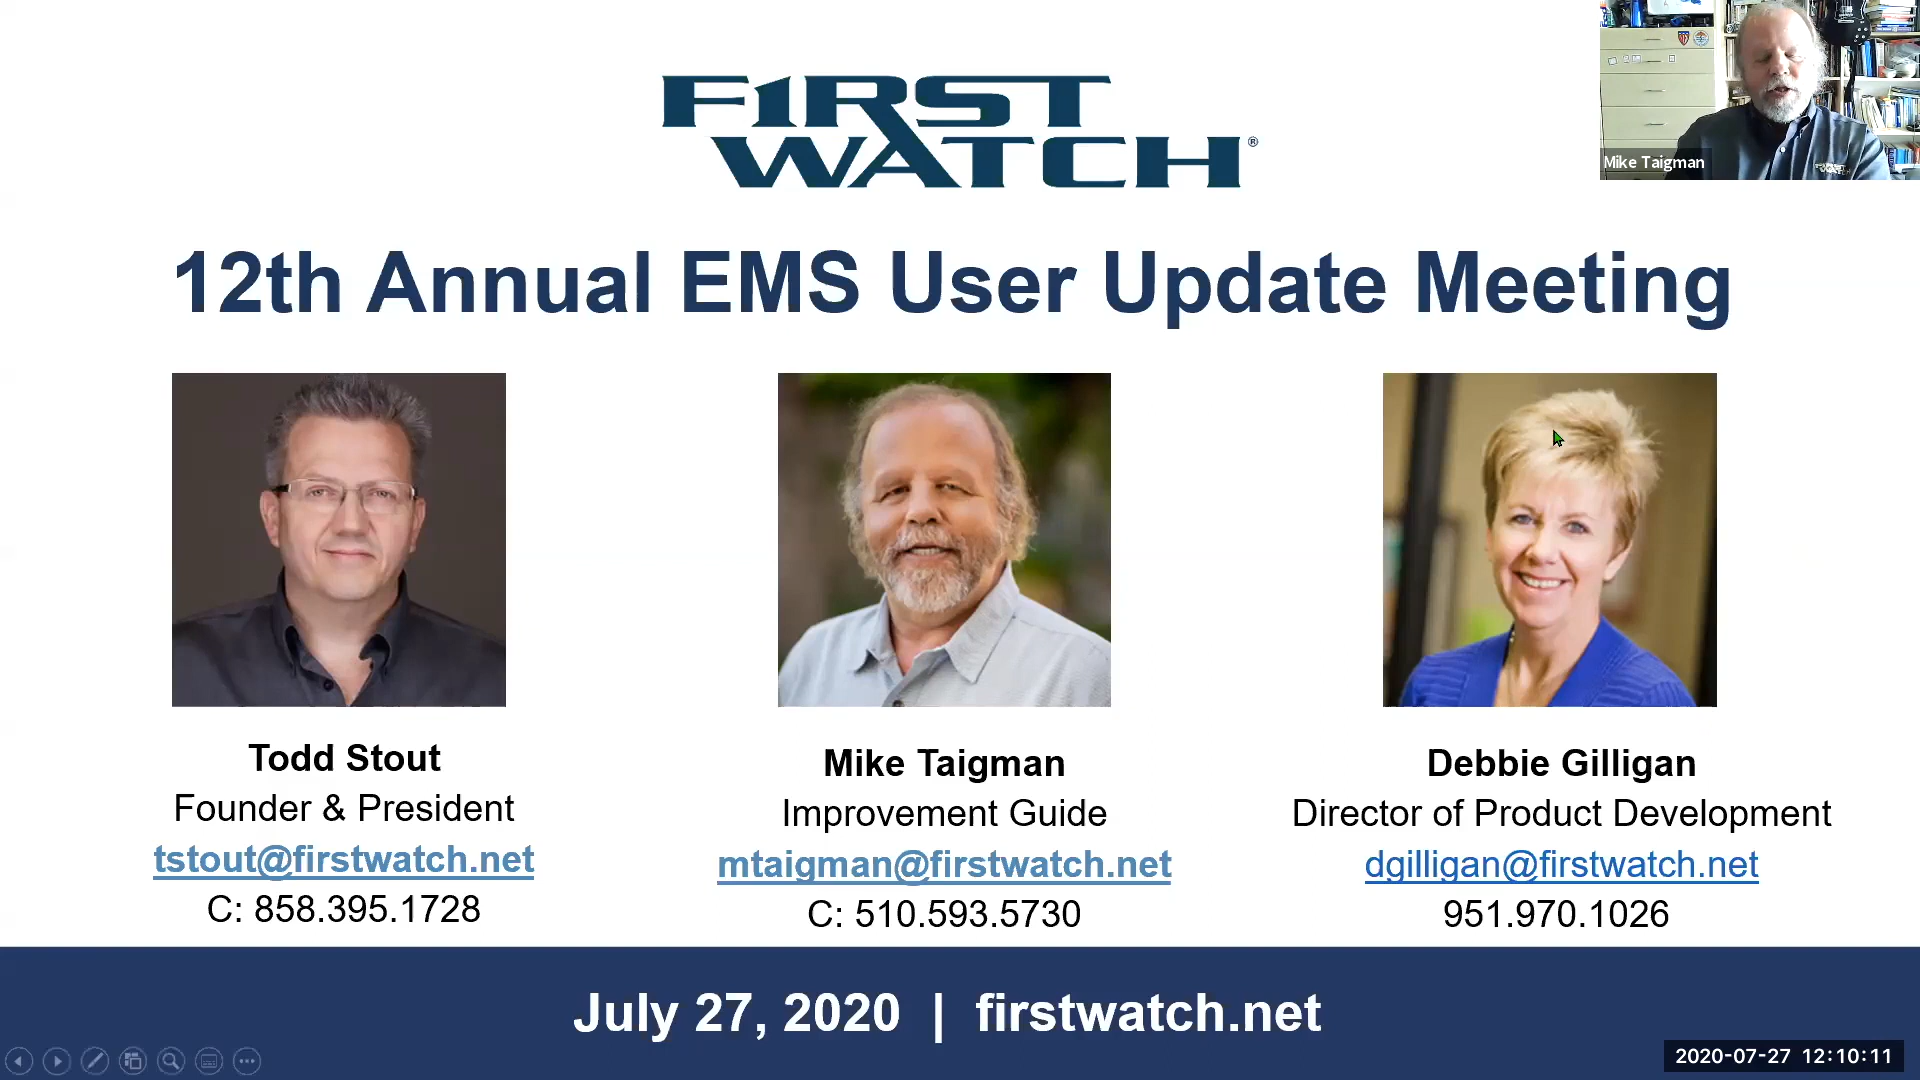 FIRST
WATCH®
Mike Taigman
FIRST
WATCH
12th Annual EMS User Update Meeting
Todd Stout
Founder & President
tstout@firstwatch.net
C: 858.395.1728
Mike Taigman
Improvement Guide
mtaigman@firstwatch.net
C: 510.593.5730
Debbie Gilligan
Director of Product Development
dgilligan@firstwatch.net
951.970.1026
July 27, 2020 | firstwatch.net
2020-07-27 12:10:11